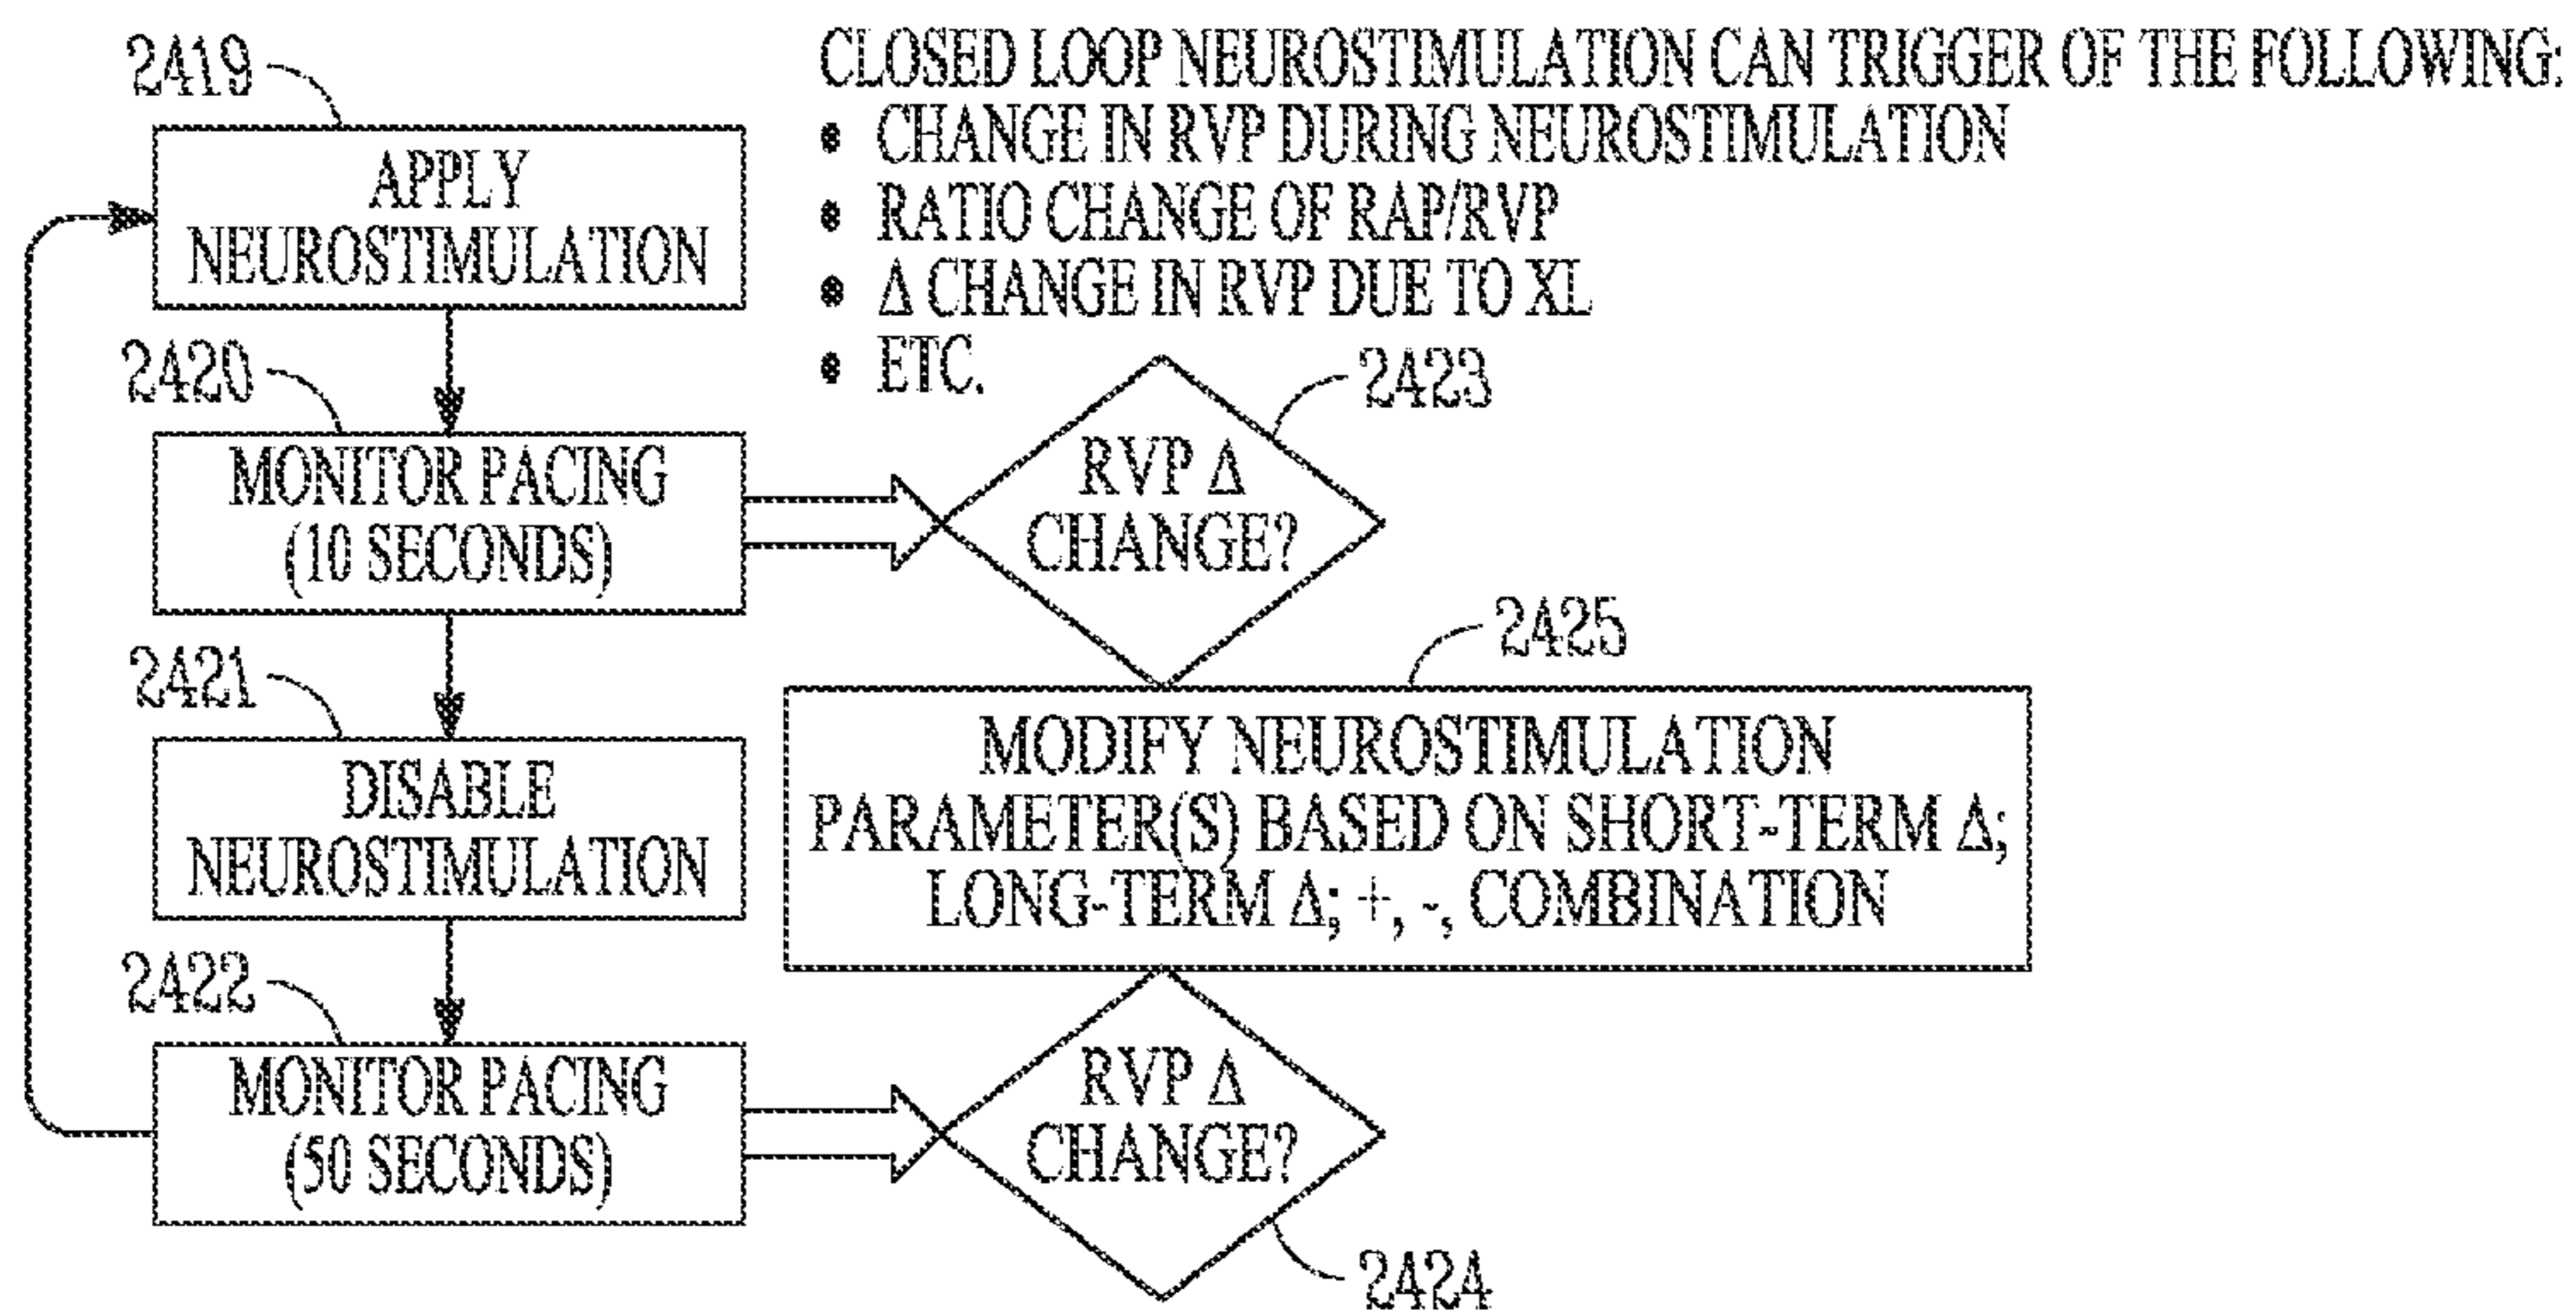 2419
APPLY
NEUROSTIMULATION
2420
MONITOR PACING
(10 SECONDS)
2421
DISABLE
NEUROSTIMULATION
2422
MONITOR PACING
(50 SECONDS)
CLOSED LOOP NEUROSTIMULATION CAN TRIGGER OF THE FOLLOWING:
• CHANGE IN RVP DURING NEUROSTIMULATION
• RATIO CHANGE OF RAP/RVP
• Δ CHANGE IN RVP DUE TO XL
• ETC.
2423
RVP Δ
CHANGE?
2425
MODIFY NEUROSTIMULATION
PARAMETER(S) BASED ON SHORT-TERM Δ;
LONG-TERM Δ; +, -, COMBINATION
RVP Δ
CHANGE?
2424